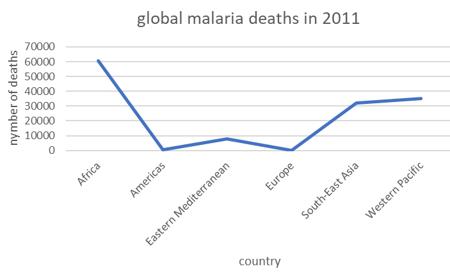 global malaria deaths in 2011
nymber of deaths
70000
60000
50000
40000
30000
20000
10000
0
Africa
Americas
Eastern Mediterranean
Europe
South-East Asia
Western Pacific
country